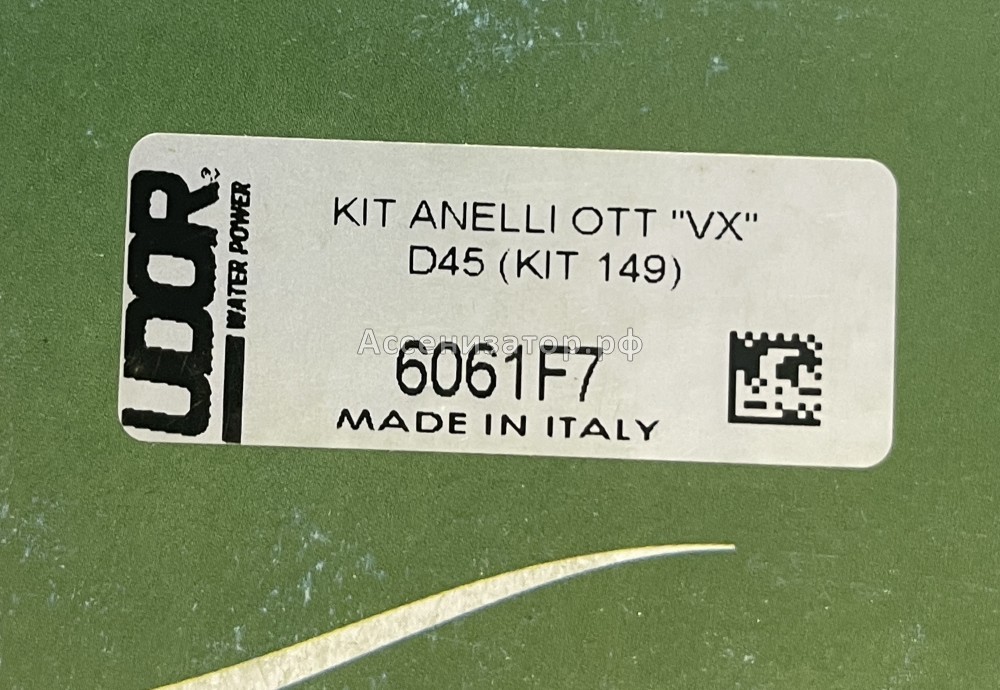 UDOR
WATER POWER
KIT ANELLI OTT "VX"
D45 (KIT 149)
Ассенизатор.рф
6061F7
MADE IN ITALY